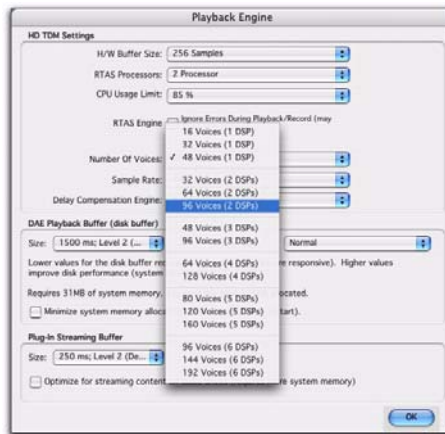 Playback Engine
HD TDM Settings
H/W Buffer Size: 256 Samples
RTAS Processors: 2 Processor
CPU Usage Limit: 85 %
RTAS Engine Ignore Errors During Playback/Record (may
16 Voices (1 DSP)
32 Voices (1 DSP)
Number Of Voices: ✓ 48 Voices (1 DSP)
Sample Rate: 32 Voices (2 DSPs)
64 Voices (2 DSPs)
Delay Compensation Engine: 96 Voices (2 DSPs)
DAE Playback Buffer (disk buffer)
48 Voices (3 DSPs)
Size: 1500 ms; Level 2 (... 96 Voices (3 DSPs) Normal
Lower values for the disk buffer re 64 Voices (4 DSPs) re responsive). Higher values
improve disk performance (system 128 Voices (4 DSPs)
Requires 31MB of system memory. 80 Voices (5 DSPs) ocated.
Minimize system memory alloca 120 Voices (5 DSPs) tart).
160 Voices (5 DSPs)
Plug-In Streaming Buffer
96 Voices (6 DSPs)
Size: 250 ms; Level 2 (De... 144 Voices (6 DSPs)
192 Voices (6 DSPs)
Optimize for streaming content re system memory)
OK